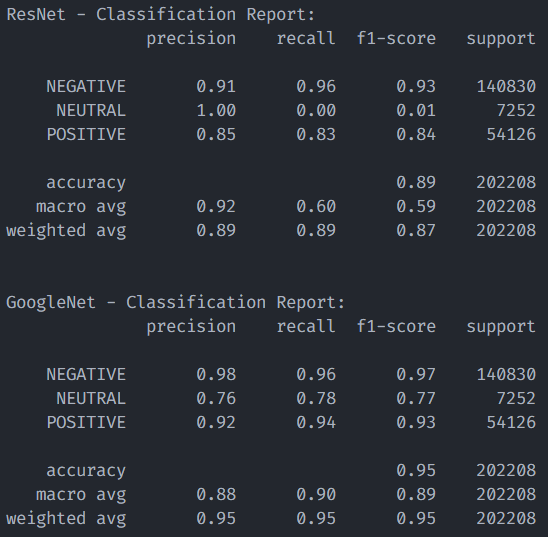 ResNet - Classification Report:
precision recall f1-score support
NEGATIVE 0.91 0.96 0.93 140830
NEUTRAL 1.00 0.00 0.01 7252
POSITIVE 0.85 0.83 0.84 54126
accuracy 0.89 202208
macro avg 0.92 0.60 0.59 202208
weighted avg 0.89 0.89 0.87 202208
GoogleNet - Classification Report:
precision recall f1-score support
NEGATIVE 0.98 0.96 0.97 140830
NEUTRAL 0.76 0.78 0.77 7252
POSITIVE 0.92 0.94 0.93 54126
accuracy 0.95 202208
macro avg 0.88 0.90 0.89 202208
weighted avg 0.95 0.95 0.95 202208